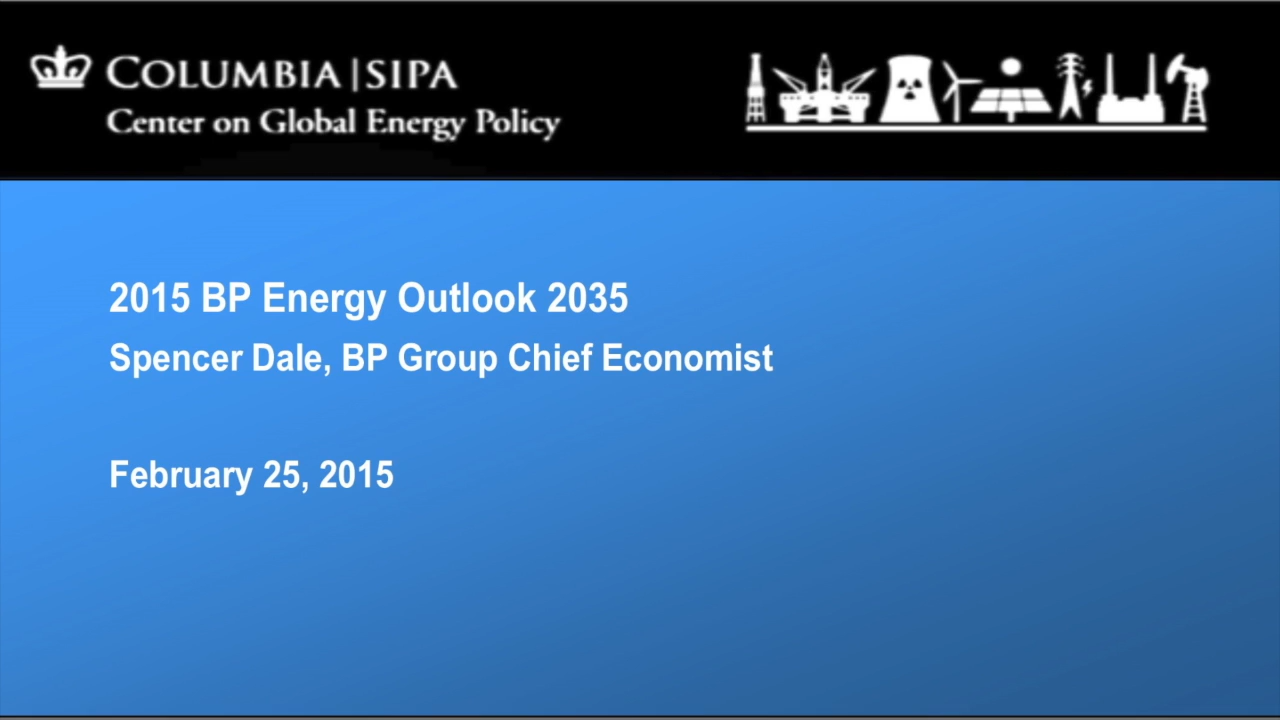 COLUMBIA | SIPA
Center on Global Energy Policy
2015 BP Energy Outlook 2035
Spencer Dale, BP Group Chief Economist
February 25, 2015